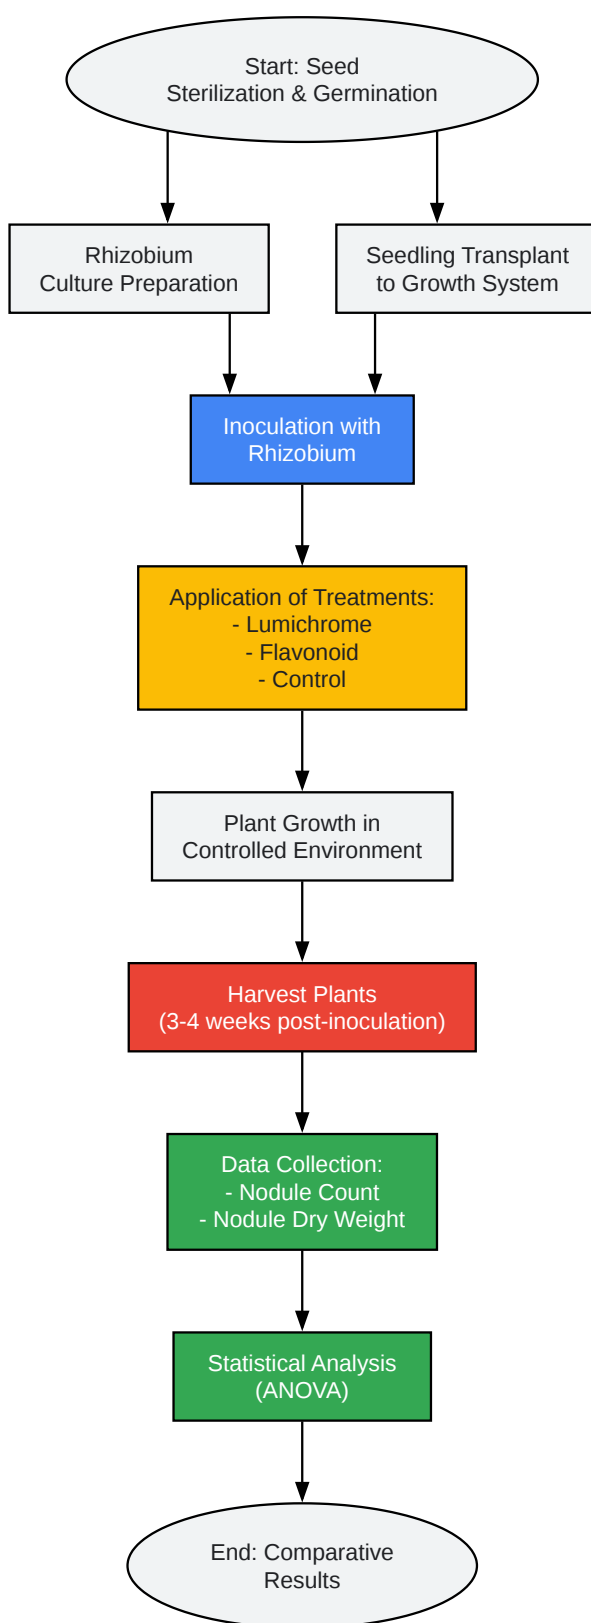 Start: Seed
Sterilization & Germination
Rhizobium
Culture Preparation
Seedling Transplant
to Growth System
Inoculation with
Rhizobium
Application of Treatments:
- Lumichrome
- Flavonoid
- Control
Plant Growth in
Controlled Environment
Harvest Plants
(3-4 weeks post-inoculation)
Data Collection:
- Nodule Count
- Nodule Dry Weight
Statistical Analysis
(ANOVA)
End: Comparative
Results